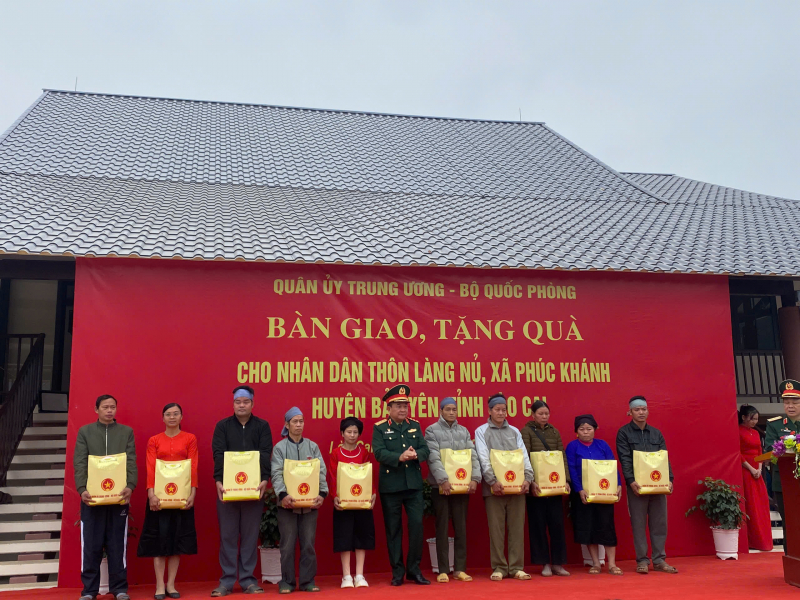 QUÂN ỦY TRUNG ƯƠNG - BỘ QUỐC PHÒNG
BÀN GIAO, TẶNG QUÀ
CHO NHÂN DÂN THÔN LÀNG NỦ, XÃ PHÚC KHÁNH
HUYỆN CAI